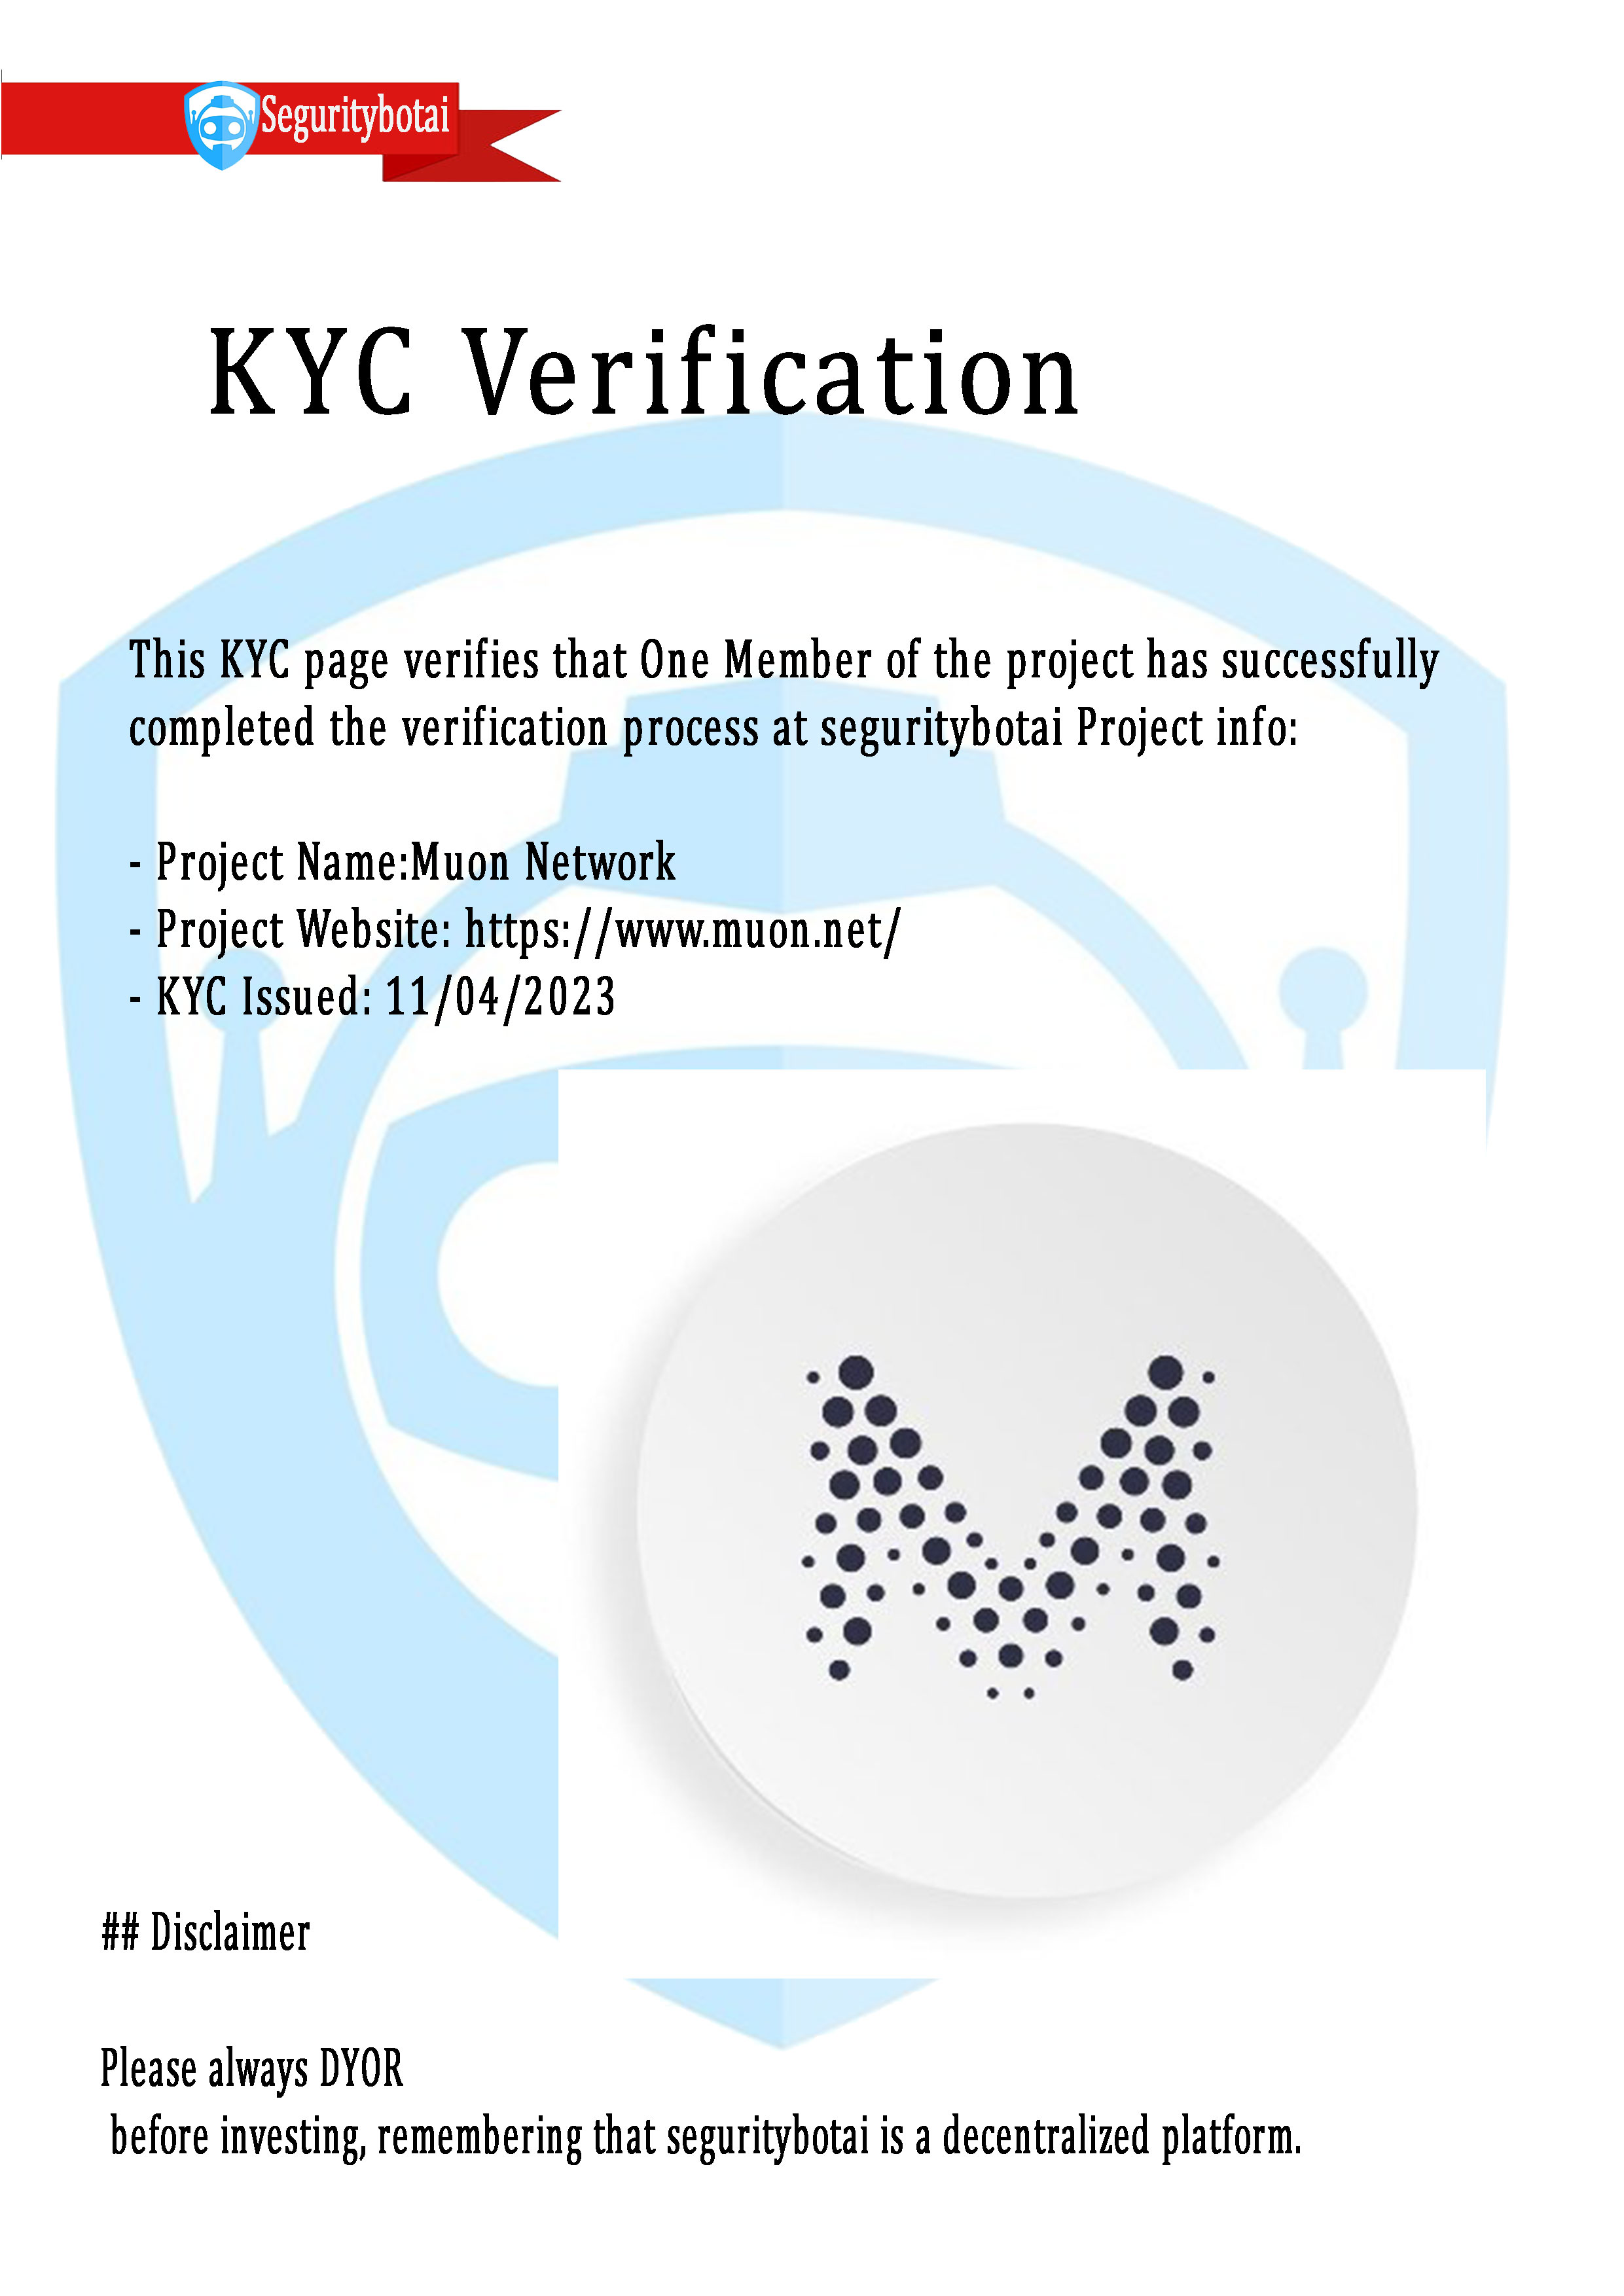 Seguritybotai
KYC Verification
This KYC page verifies that One Member of the project has successfully
completed the verification process at seguritybotai Project info:
- Project Name:Muon Network
- Project Website: https://www.muon.net/
- KYC Issued: 11/04/2023
## Disclaimer
Please always DYOR
before investing, remembering that seguritybotai is a decentralized platform.